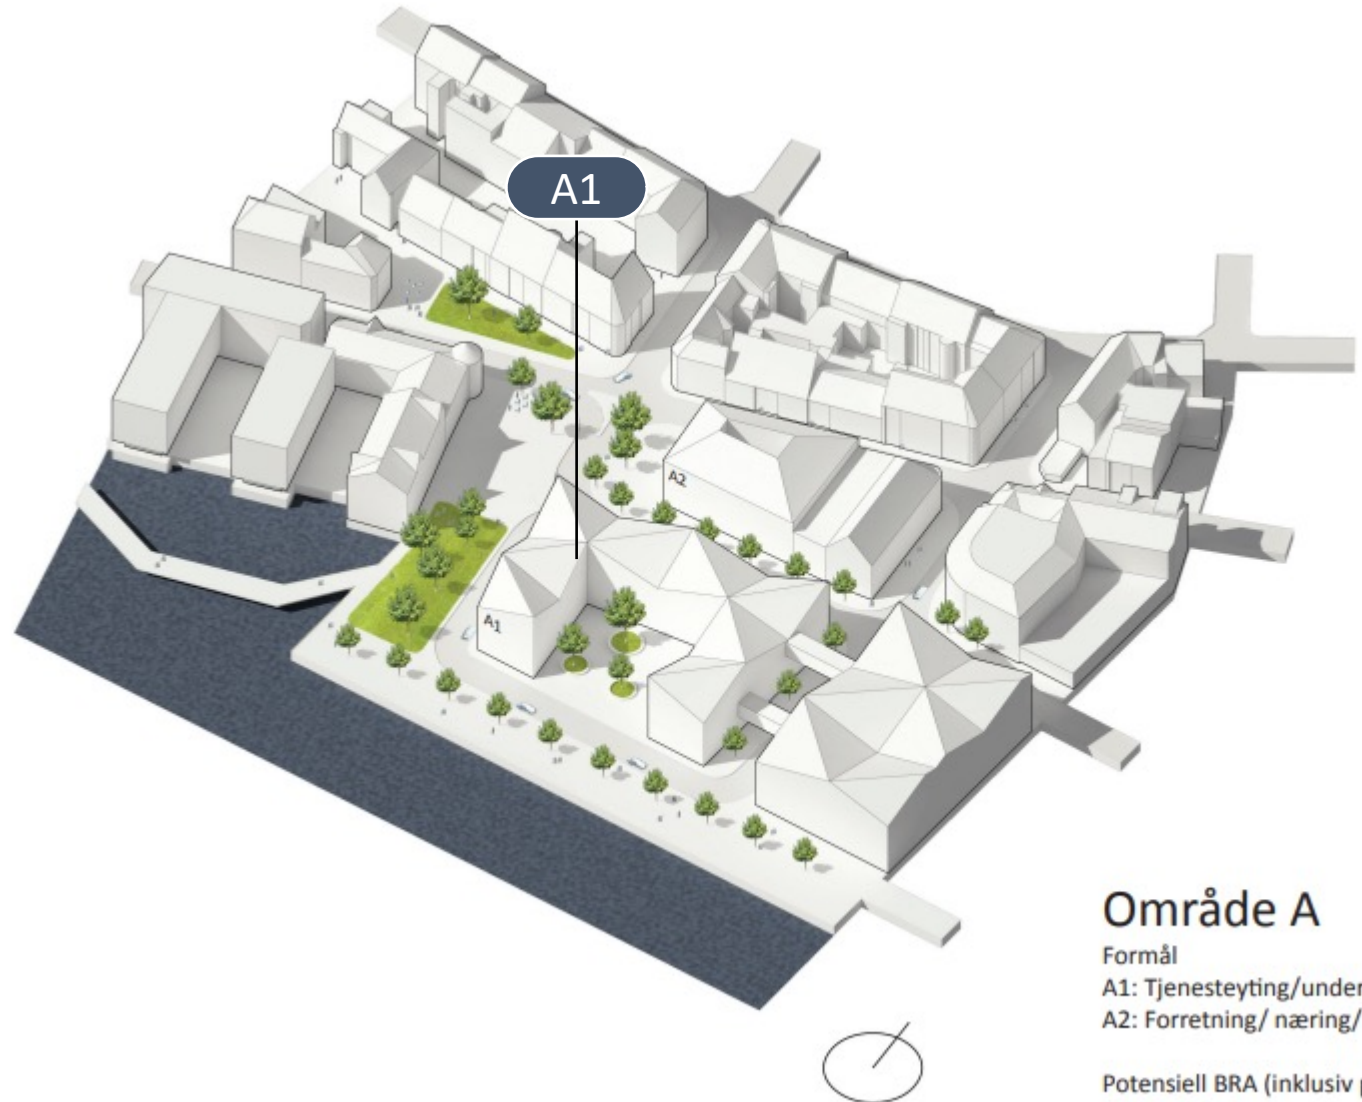 A1
A2
A1
Område A
Formål
A1: Tjenesteyting/under
A2: Forretning/ næring/
Potensiell BRA (inklusiv p